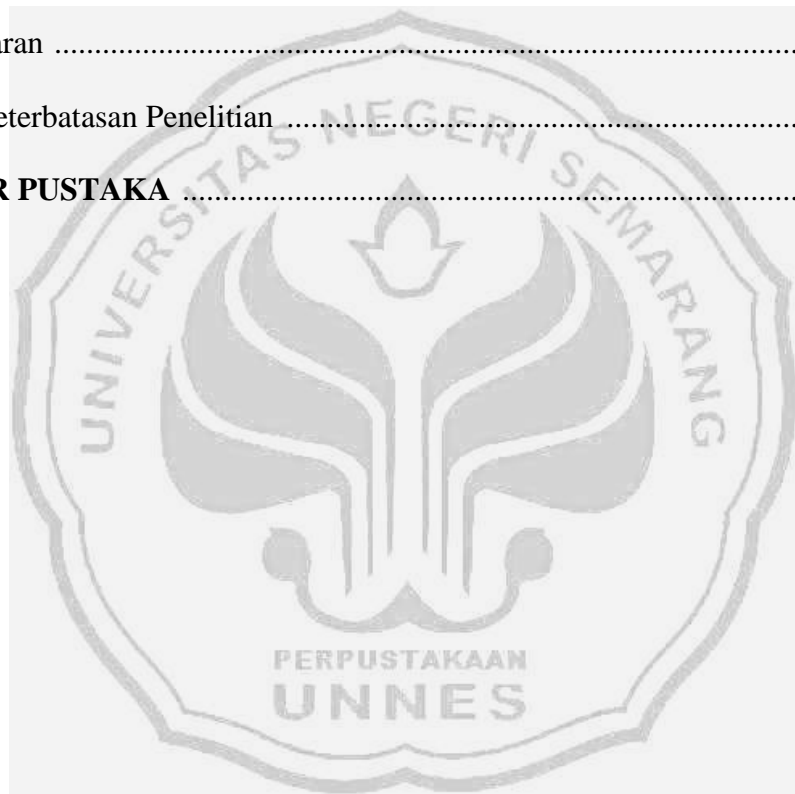 aran ........................................................................................
eterbatasan Penelitian ..............................................................
R PUSTAKA ..........................................................................
UNIVERSITAS NEGERI SEMARANG
PERPUSTAKAAN
UNNES